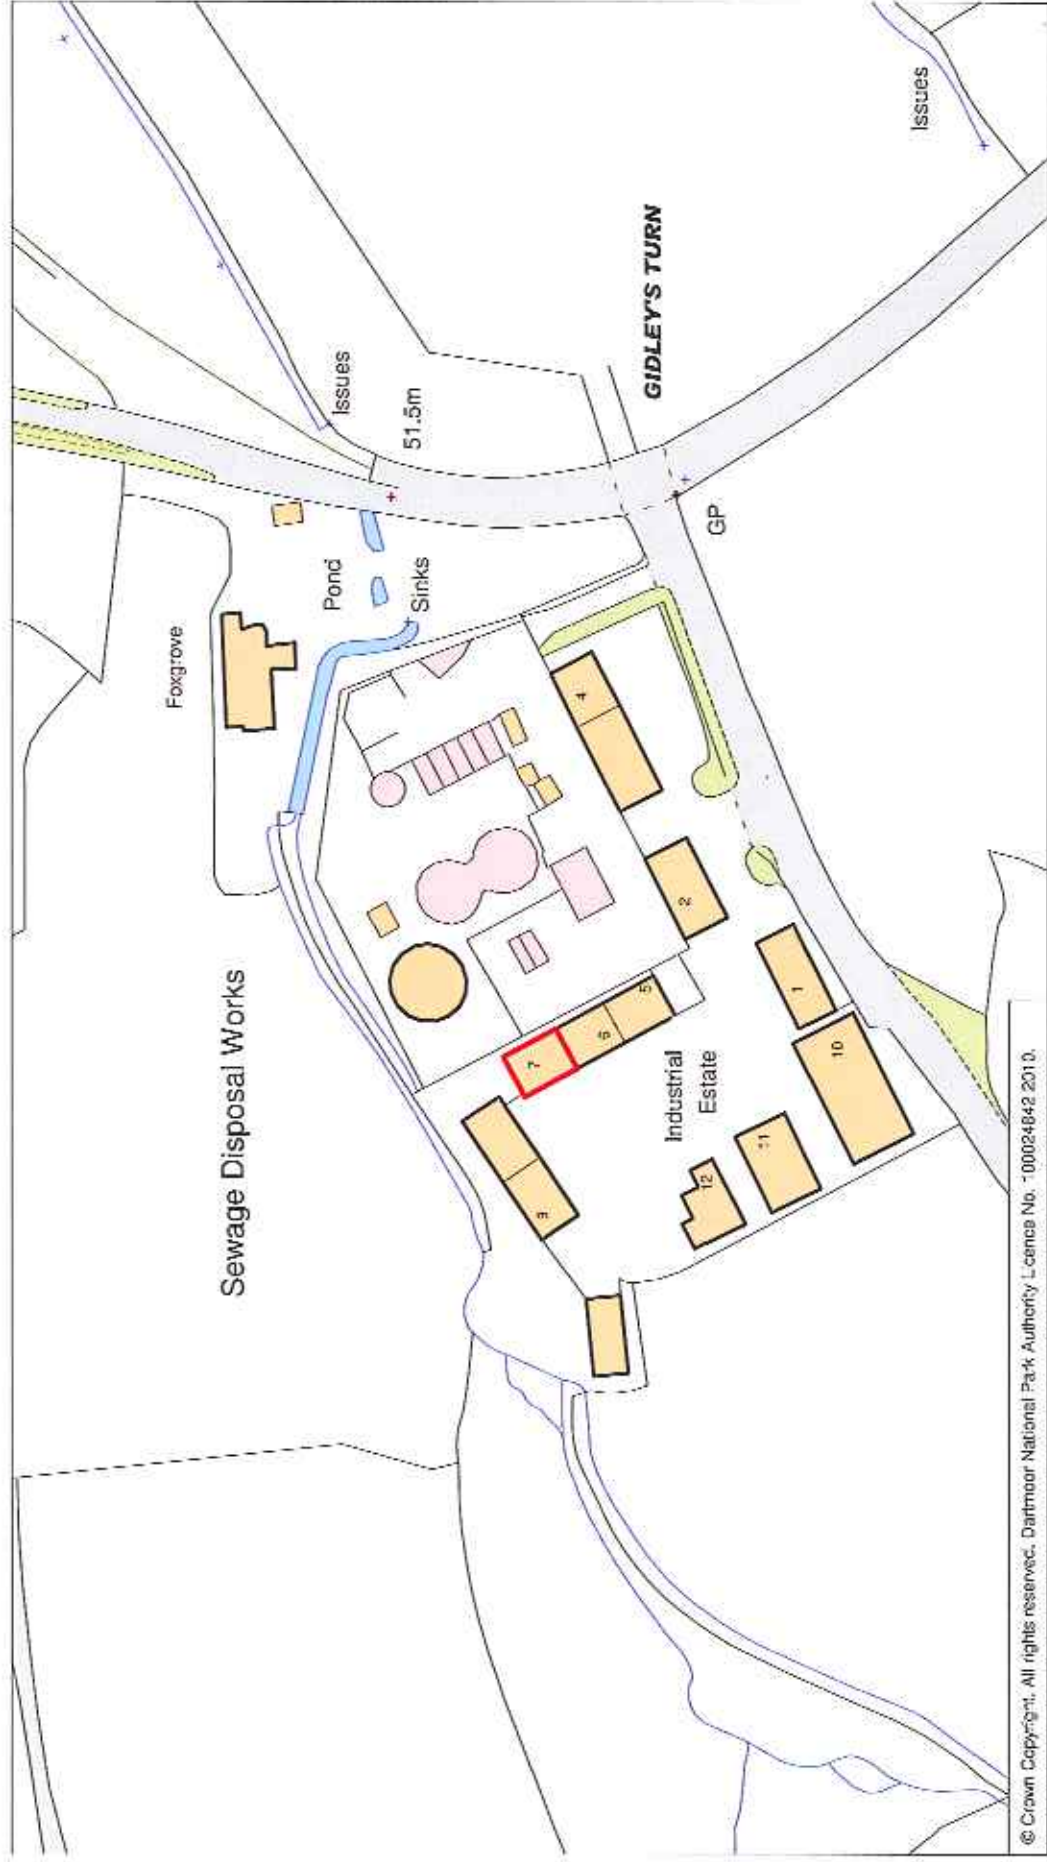 Issues
Issues
51.5m
GIDLEY'S TURN
Foxgrove
Pond
Sinks
GP
Sewage Disposal Works
4
2
1
5
6
7
Industrial
Estate
10
11
12
9
© Crown Copyright. All rights reserved. Dartmoor National Park Authority Licence No. 100024842 2010.